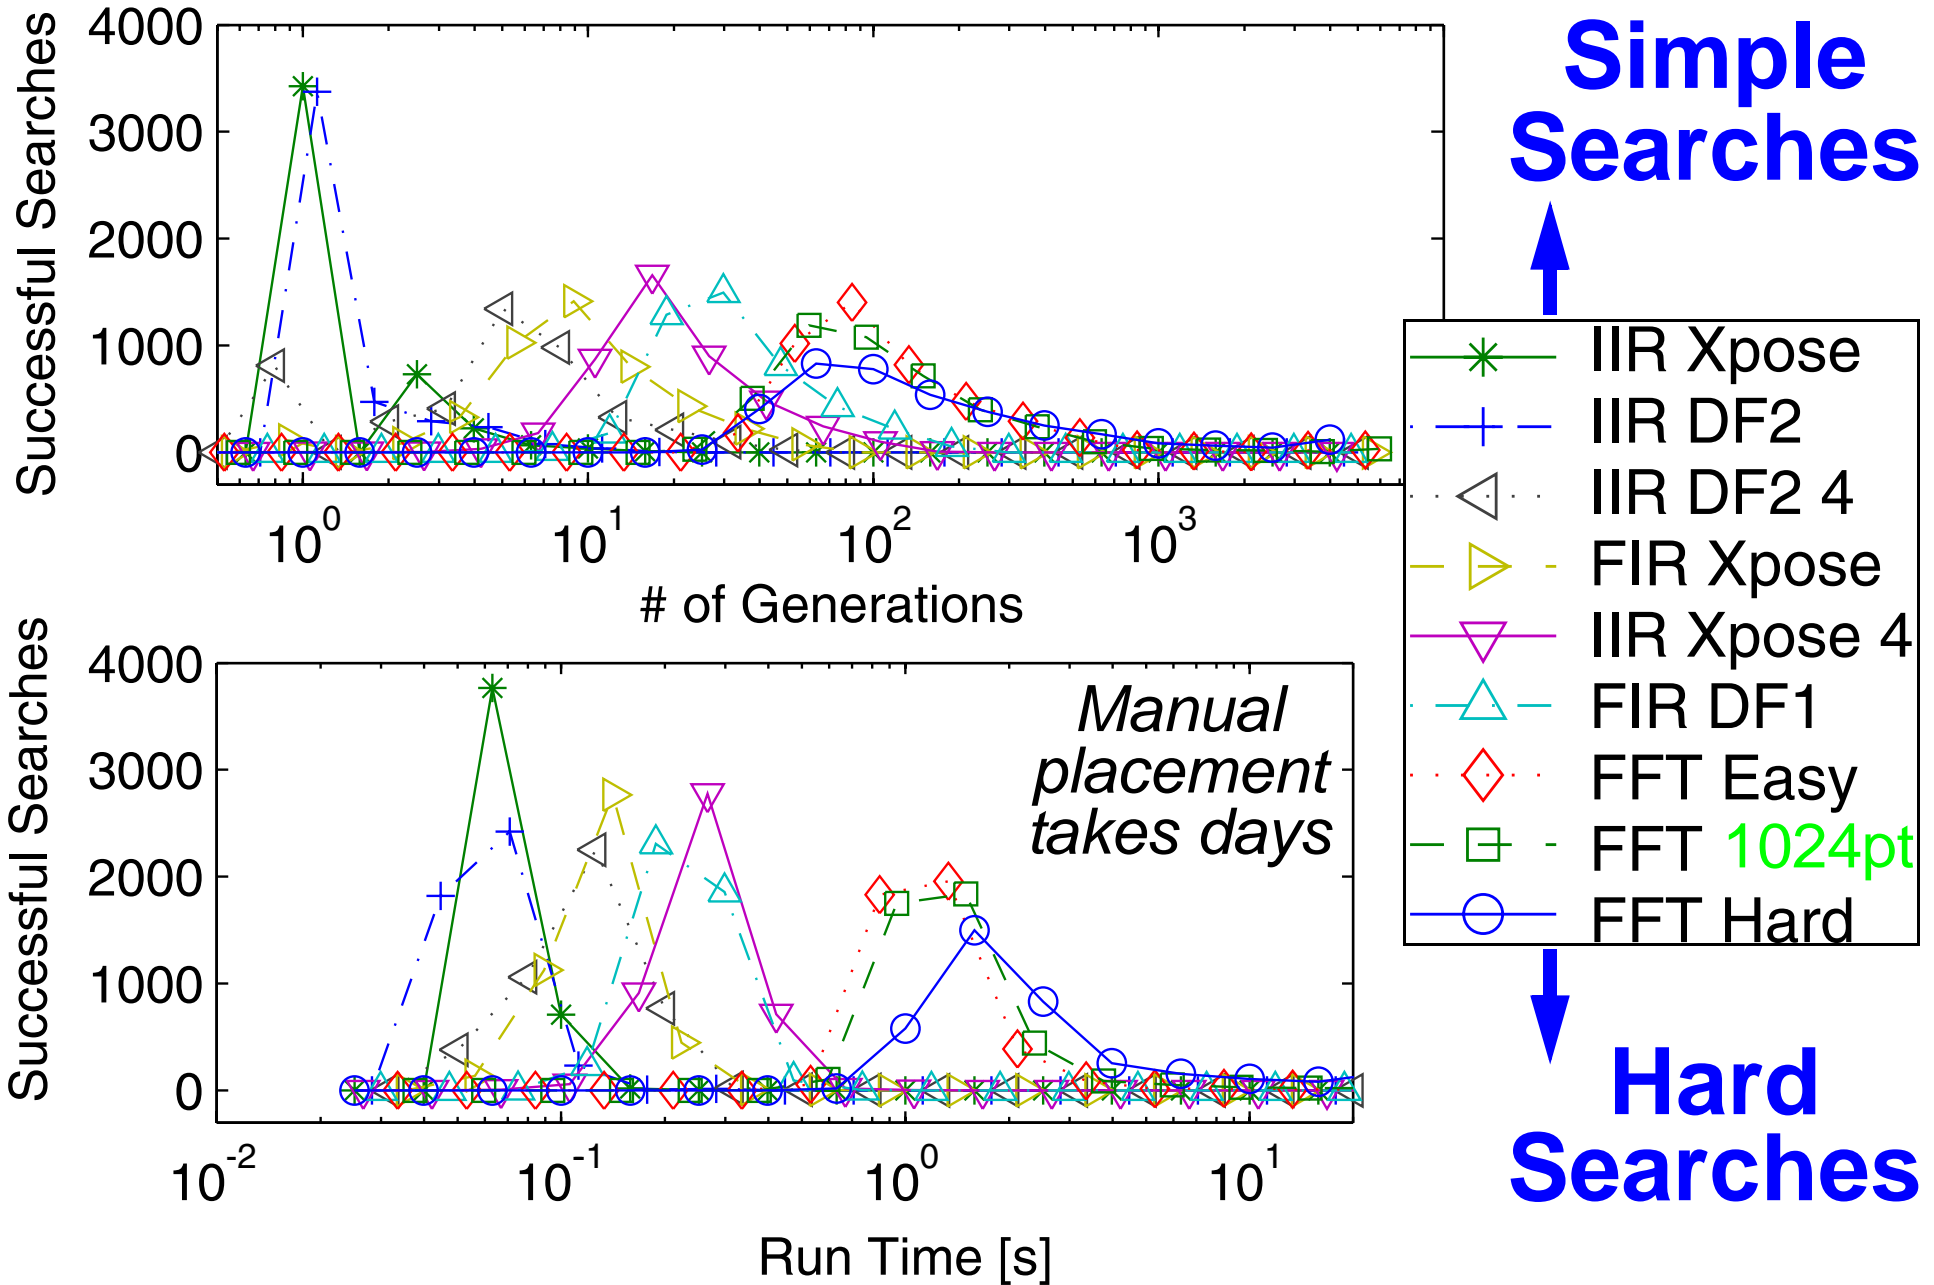 Successful Searches
4000
3000
2000
1000
0
10^0
10^1
10^2
10^3
# of Generations
Simple
Searches
IIR Xpose
IIR DF2
IIR DF2 4
FIR Xpose
IIR Xpose 4
FIR DF1
FFT Easy
FFT 1024pt
FFT Hard
Hard
Searches
Successful Searches
4000
3000
2000
1000
0
Manual
placement
takes days
10^-2
10^-1
10^0
10^1
Run Time [s]